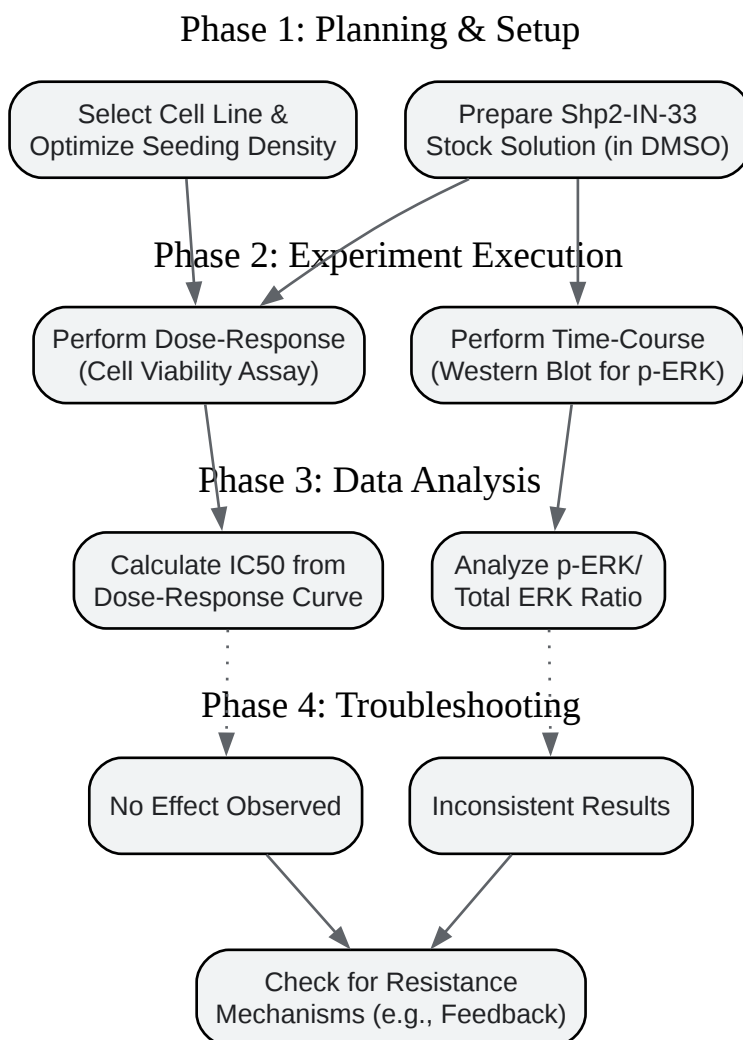 Phase 1: Planning & Setup
Select Cell Line &
Optimize Seeding Density
Prepare Shp2-IN-33
Stock Solution (in DMSO)
Phase 2: Experiment Execution
Perform Dose-Response
(Cell Viability Assay)
Perform Time-Course
(Western Blot for p-ERK)
Phase 3: Data Analysis
Calculate IC50 from
Dose-Response Curve
Analyze p-ERK/
Total ERK Ratio
Phase 4: Troubleshooting
No Effect Observed
Inconsistent Results
Check for Resistance
Mechanisms (e.g., Feedback)